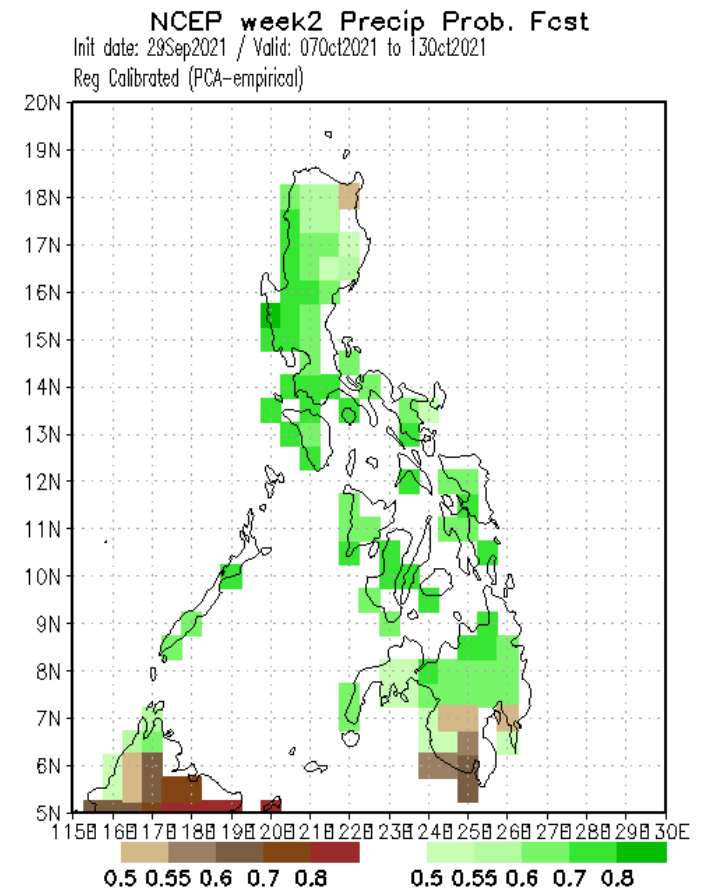 NCEP week2 Precip Prob. Fcst
Init date: 29Sep2021 / Valid: 07Oct2021 to 13Oct2021
Reg Calibrated (PCA-empirical)
20N
19N
18N
17N
16N
15N
14N
13N
12N
11N
10N
9N
8N
7N
6N
5N
115E 116E 117E 118E 119E 120E 121E 122E 123E 124E 125E 126E 127E 128E 129E 130E
0.5 0.55 0.6 0.7 0.8 0.5 0.55 0.6 0.7 0.8